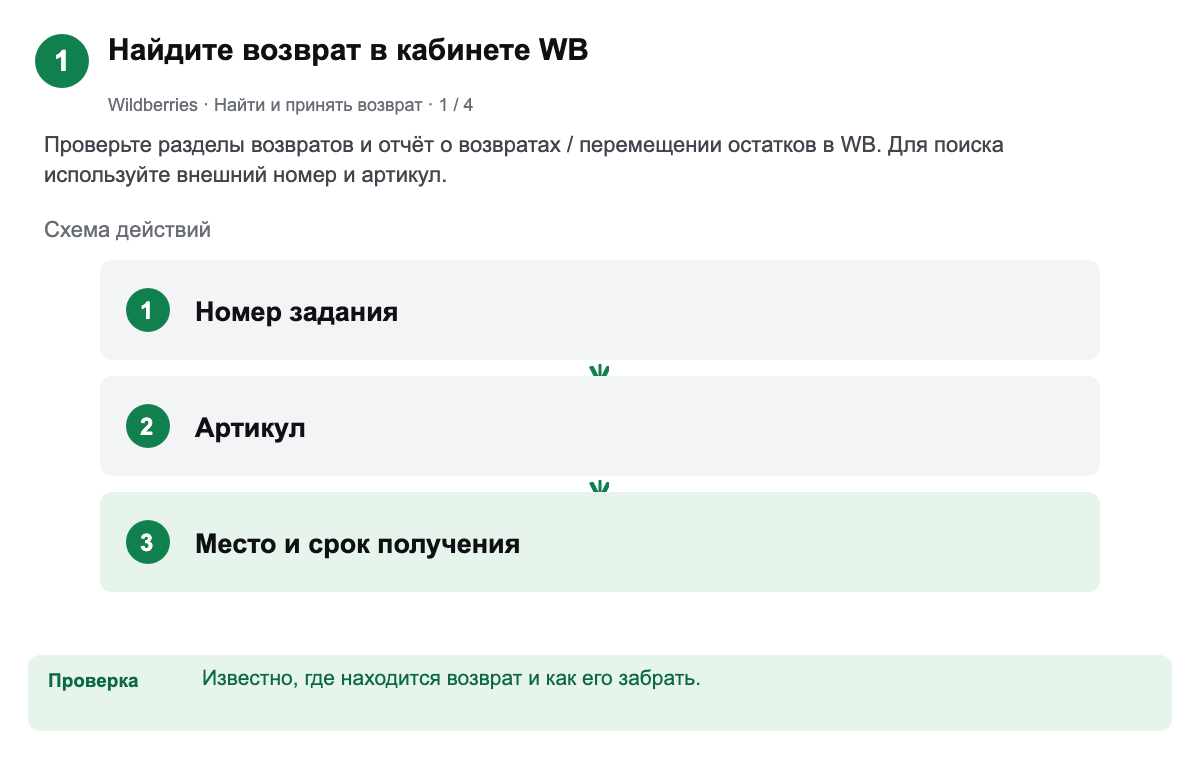 1
Найдите возврат в кабинете WB
Wildberries · Найти и принять возврат · 1 / 4
Проверьте разделы возвратов и отчёт о возвратах / перемещении остатков в WB. Для поиска
используйте внешний номер и артикул.
Схема действий
1 Номер задания
2 Артикул
3 Место и срок получения
Проверка Известно, где находится возврат и как его забрать.